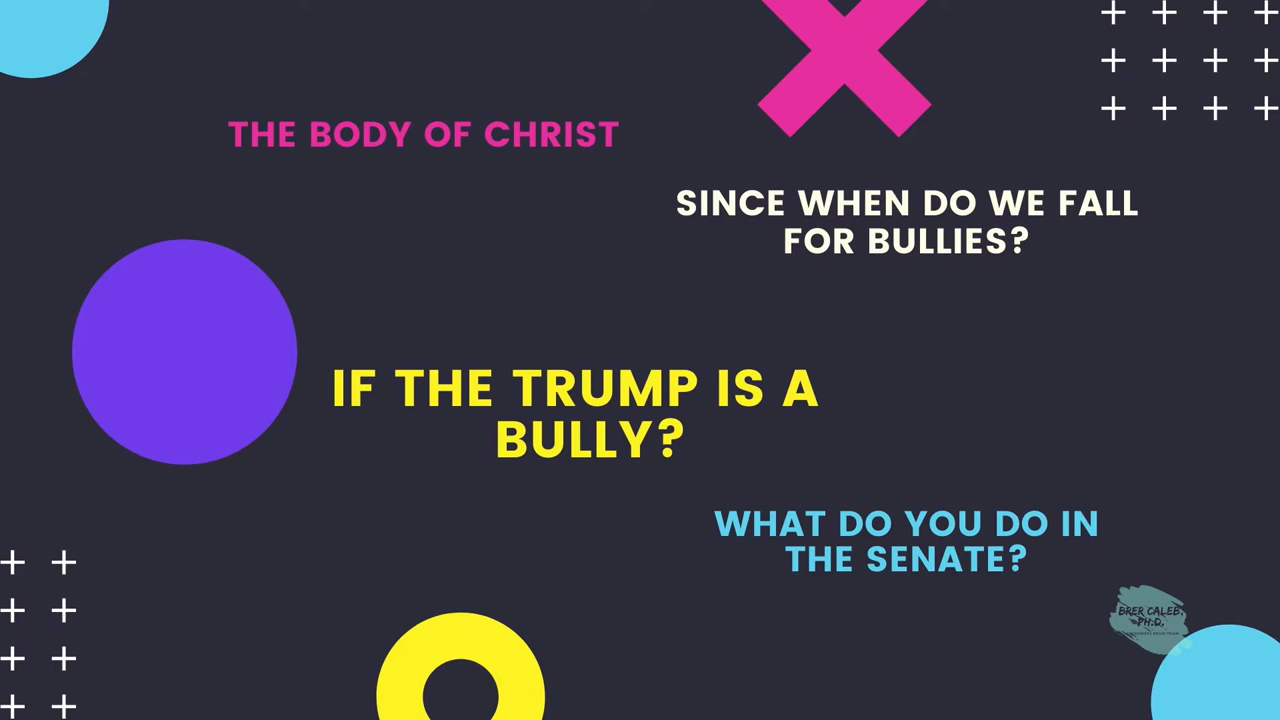 THE BODY OF CHRIST
SINCE WHEN DO WE FALL
FOR BULLIES?
IF THE TRUMP IS A
BULLY?
WHAT DO YOU DO IN
THE SENATE?
BRER CALEB,
PH.D.